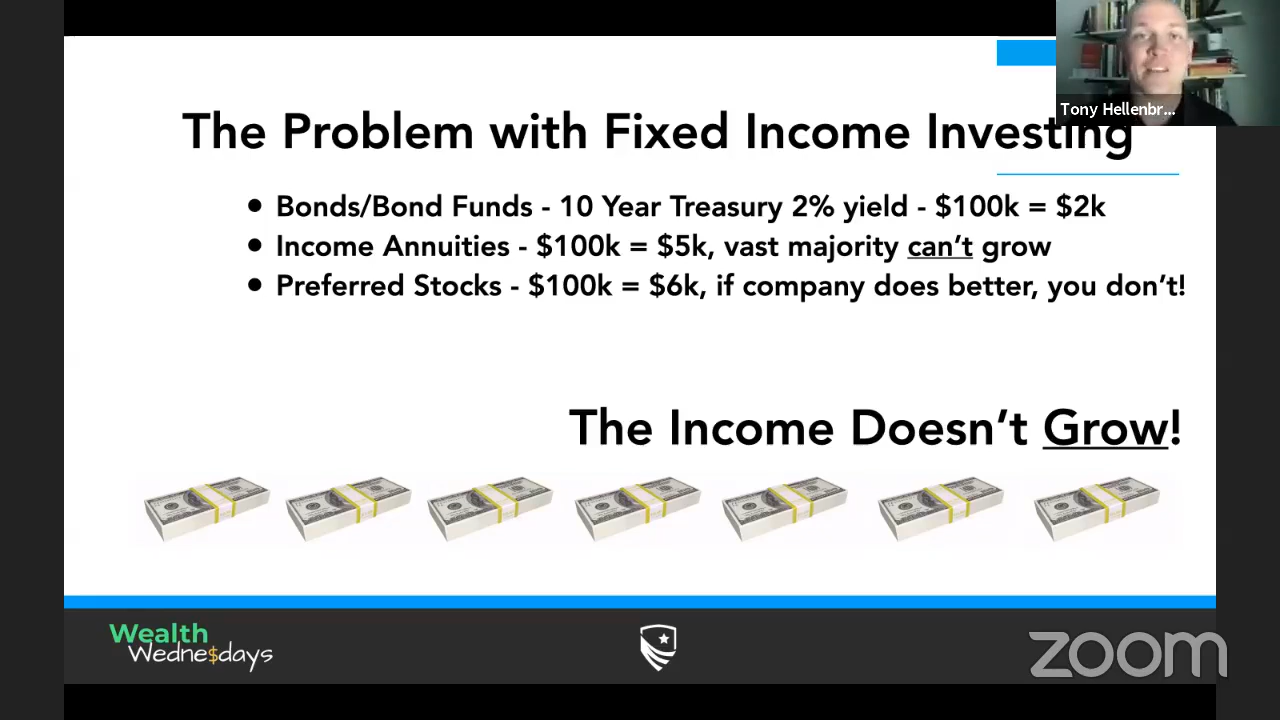 Tony Hellenbr...
The Problem with Fixed Income Investing
• Bonds/Bond Funds - 10 Year Treasury 2% yield - $100k = $2k
• Income Annuities - $100k = $5k, vast majority can’t grow
• Preferred Stocks - $100k = $6k, if company does better, you don’t!
The Income Doesn’t Grow!
Wealth
Wedne$days
zoom